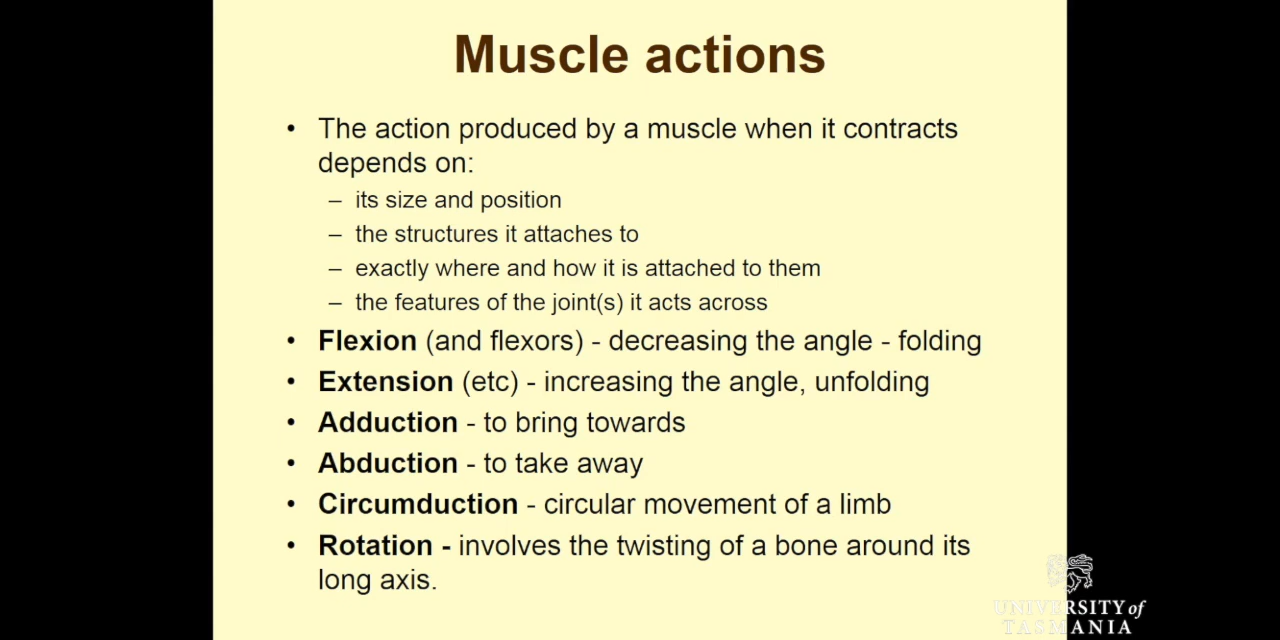 Muscle actions
• The action produced by a muscle when it contracts
depends on:
– its size and position
– the structures it attaches to
– exactly where and how it is attached to them
– the features of the joint(s) it acts across
• Flexion (and flexors) - decreasing the angle - folding
• Extension (etc) - increasing the angle, unfolding
• Adduction - to bring towards
• Abduction - to take away
• Circumduction - circular movement of a limb
• Rotation - involves the twisting of a bone around its
long axis.
UNIVERSITY of
TASMANIA